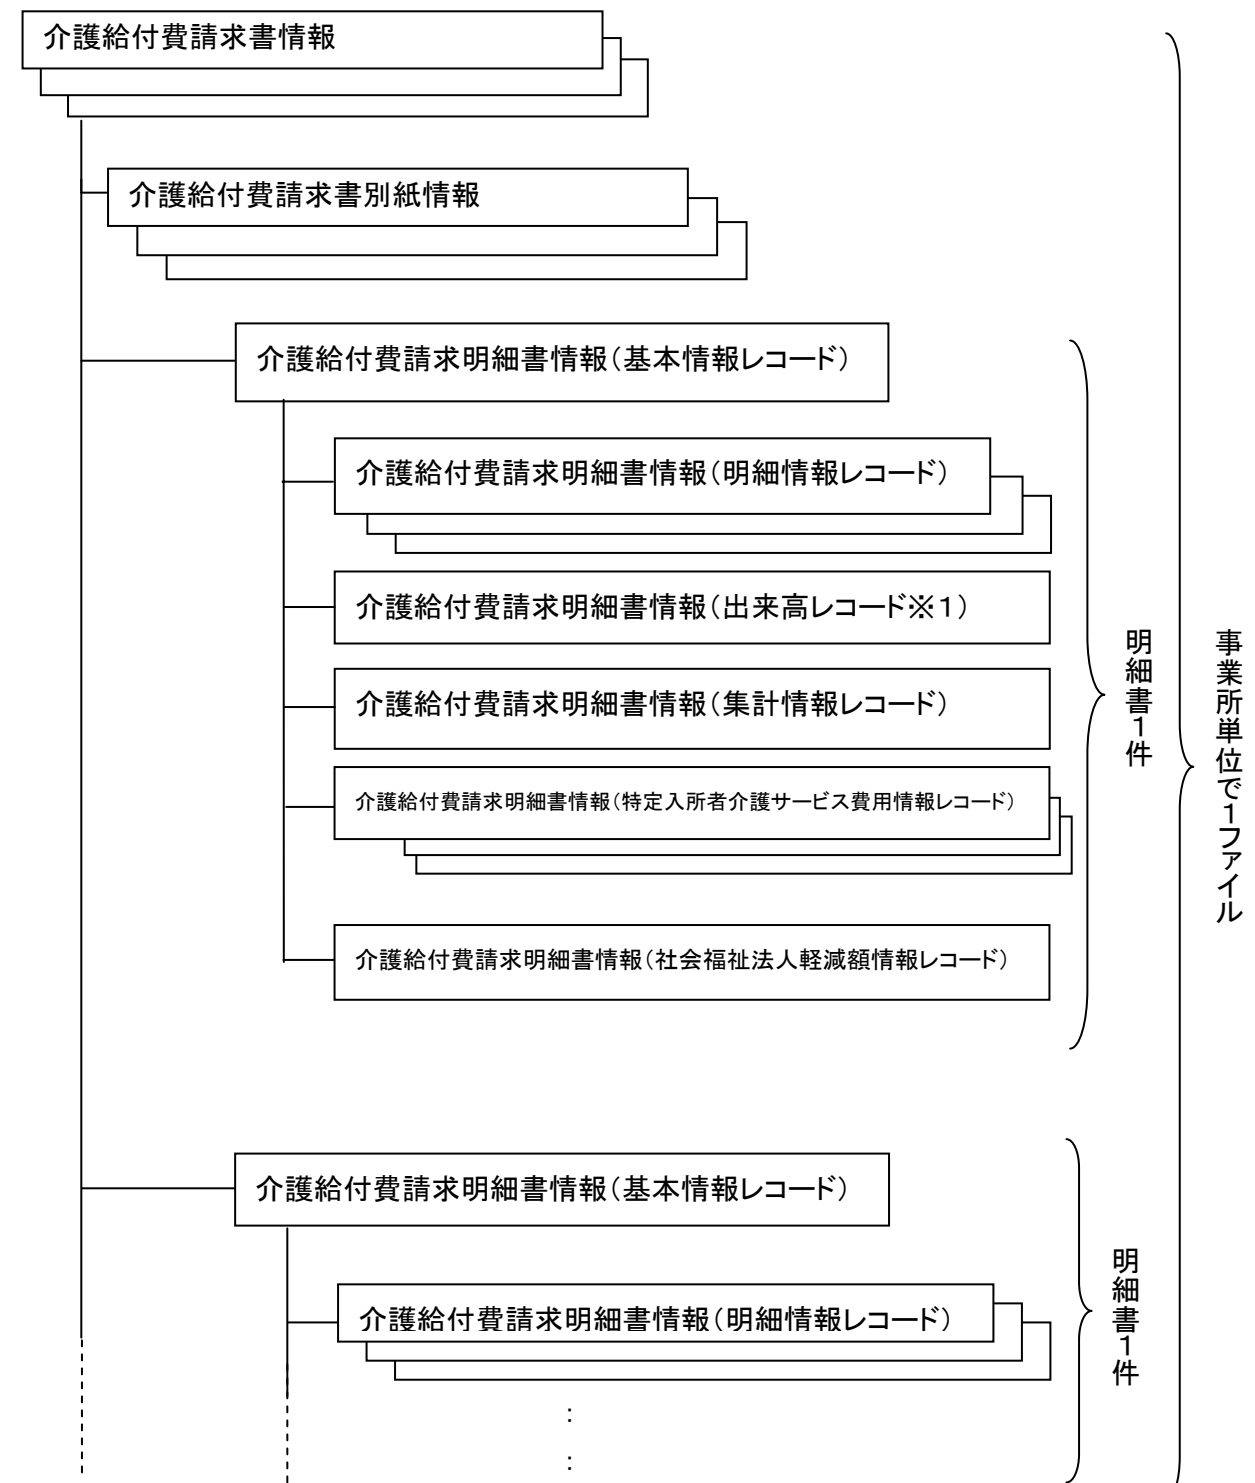 介護給付費請求書情報
介護給付費請求書別紙情報
介護給付費請求明細書情報（基本情報レコード）
介護給付費請求明細書情報（明細情報レコード）
介護給付費請求明細書情報（出来高レコード※１）
介護給付費請求明細書情報（集計情報レコード）
介護給付費請求明細書情報（特定入所者介護サービス費用情報レコード）
介護給付費請求明細書情報（社会福祉法人軽減額情報レコード）
明細書１件
事業所単位で１ファイル
介護給付費請求明細書情報（基本情報レコード）
介護給付費請求明細書情報（明細情報レコード）
：
：
明細書１件